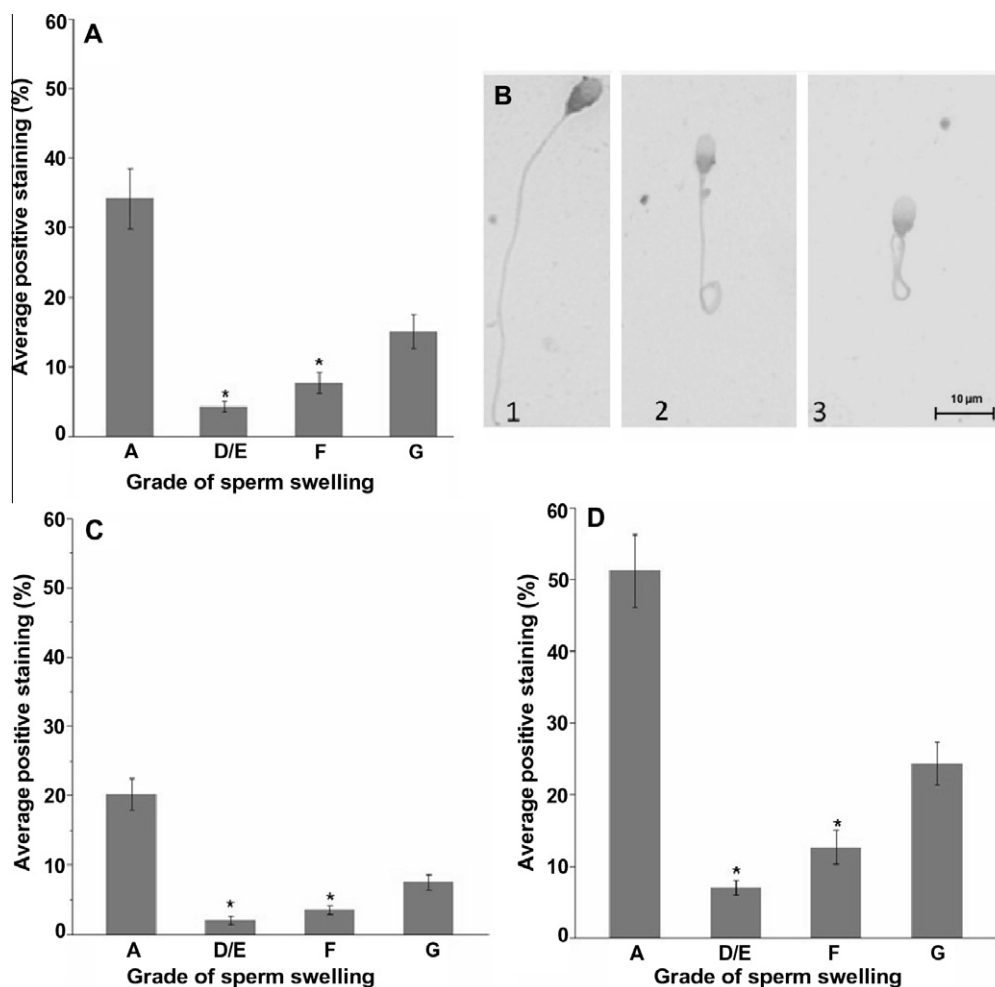 A
Average positive staining (%)
60
50
40
30
20
10
0
*
*
A D/E F G
Grade of sperm swelling
B
1
2
3
10 µm
C
Average positive staining (%)
60
50
40
30
20
10
0
*
*
A D/E F G
Grade of sperm swelling
D
Average positive staining (%)
60
50
40
30
20
10
0
*
*
A D/E F G
Grade of sperm swelling